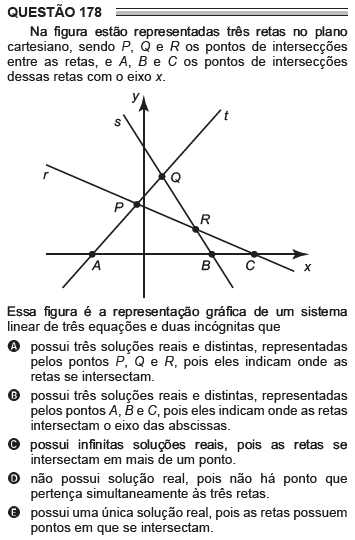 QUESTÃO 178
Na figura estão representadas três retas no plano
cartesiano, sendo P, Q e R os pontos de intersecções
entre as retas, e A, B e C os pontos de intersecções
dessas retas com o eixo x.
y
s
t
r
Q
P
R
A
B
C
x
Essa figura é a representação gráfica de um sistema
linear de três equações e duas incógnitas que
A possui três soluções reais e distintas, representadas
pelos pontos P, Q e R, pois eles indicam onde as
retas se intersectam.
B possui três soluções reais e distintas, representadas
pelos pontos A, B e C, pois eles indicam onde as retas
intersectam o eixo das abscissas.
C possui infinitas soluções reais, pois as retas se
intersectam em mais de um ponto.
D não possui solução real, pois não há ponto que
pertença simultaneamente às três retas.
E possui uma única solução real, pois as retas possuem
pontos em que se intersectam.